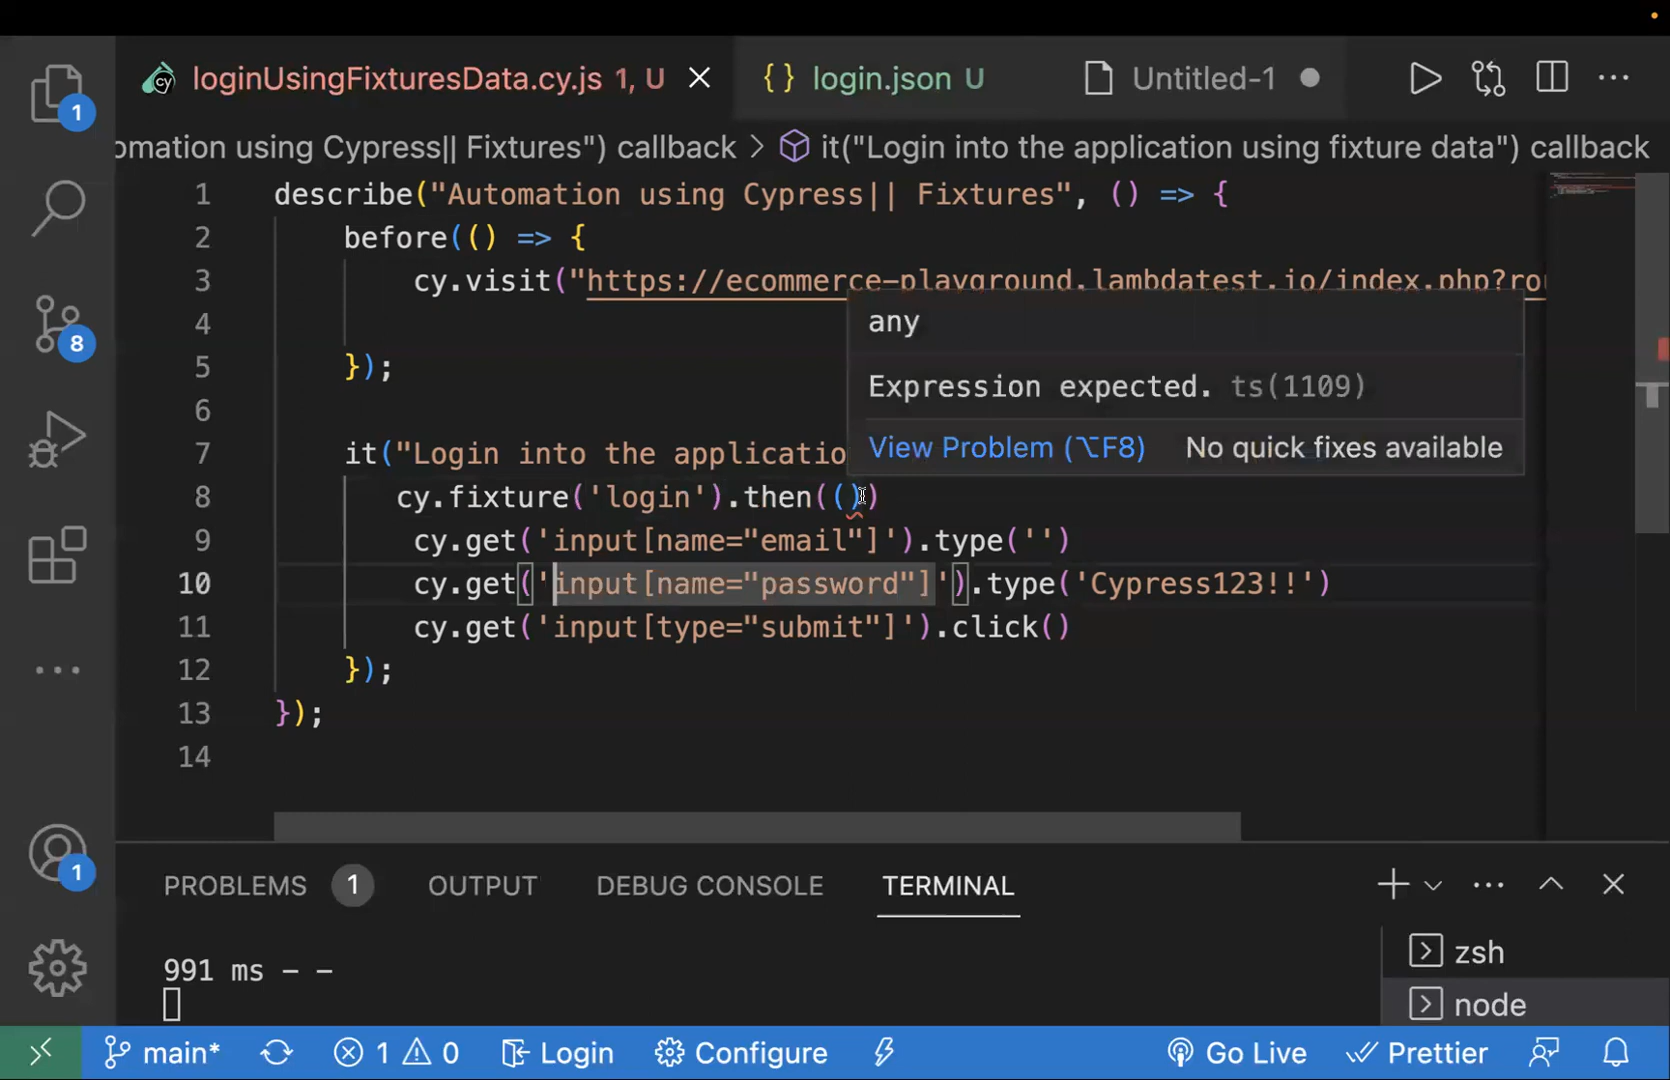 loginUsingFixturesData.cy.js 1, U
{ } login.json U
Untitled-1
omation using Cypress|| Fixtures") callback > it("Login into the application using fixture data") callback
1 describe("Automation using Cypress|| Fixtures", () => {
2 before(() => {
3 cy.visit("https://ecommerce-playground.lambdatest.io/index.php?rou
4
5 });
6
7 it("Login into the applicatio
8 cy.fixture('login').then(())
9 cy.get('input[name="email"]').type('')
10 cy.get('input[name="password"]').type('Cypress123!!')
11 cy.get('input[type="submit"]').click()
12 });
13 });
14
any
Expression expected. ts(1109)
View Problem (⌥F8) No quick fixes available
1
8
1
PROBLEMS 1 OUTPUT DEBUG CONSOLE TERMINAL
991 ms - -
zsh
node
main* 1 0 Login Configure Go Live Prettier